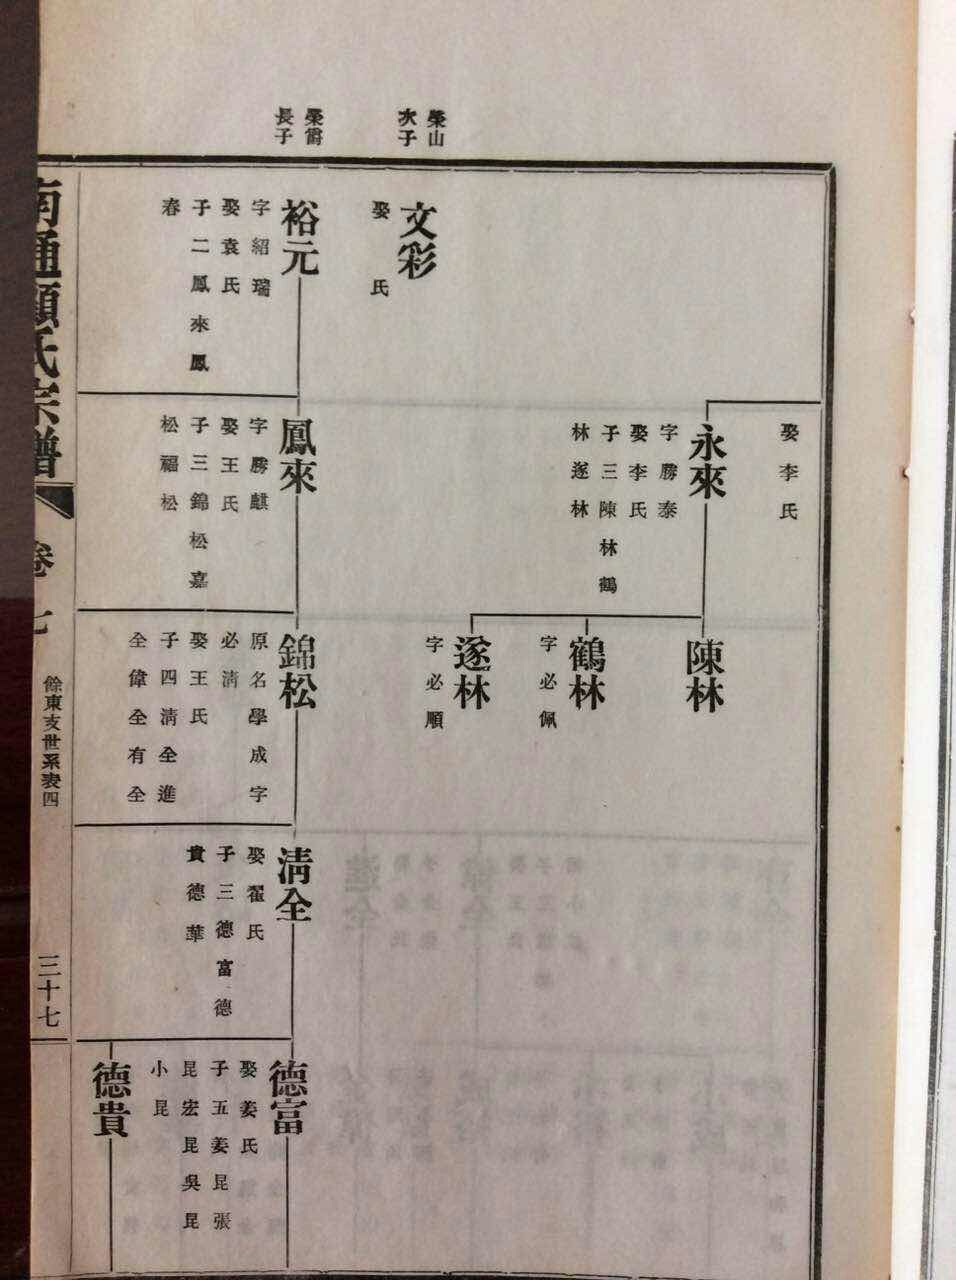 榮山
次子
榮爵
長子
文彩
娶氏
裕元
字紹瑞
娶袁氏
子二鳳來鳳
春
娶李氏
永來
字勝泰
娶李氏
子三陳林鶴
林遂林
鳳來
字勝麒
娶王氏
子三錦松嘉
松福松
陳林
鶴林
字必佩
遂林
字必順
錦松
原名學成字
必清
娶王氏
子四清全進
全偉全有全
清全
娶翟氏
子三德富德
貴德華
德富
娶姜氏
子五姜昆張
昆宏昆吳昆
小昆
德貴
南通顧氏宗譜
卷七
餘東支世系表四
三十七